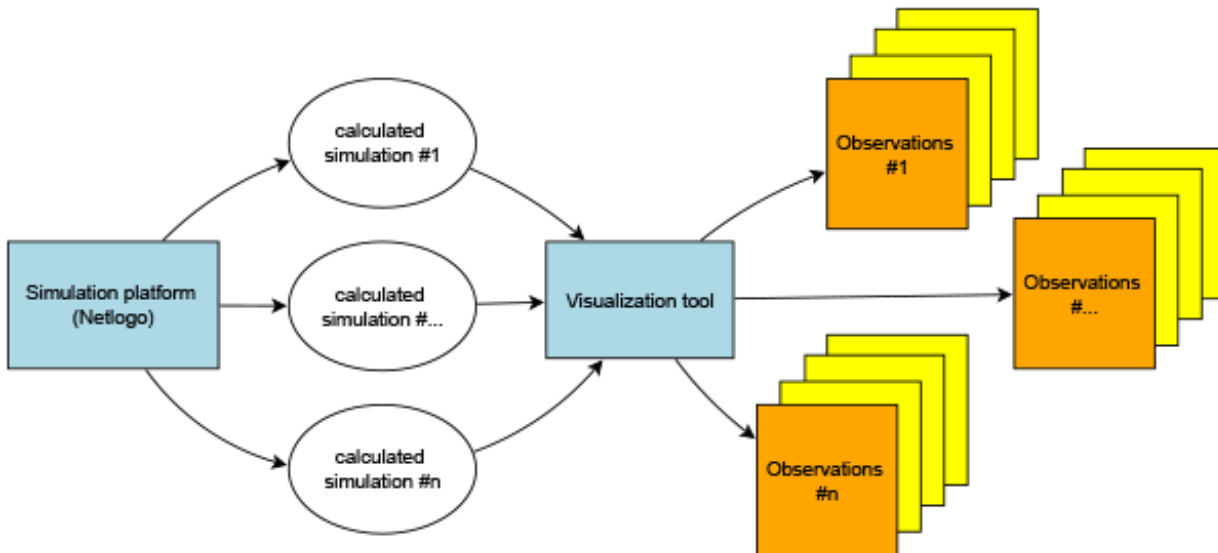 calculated
simulation #1
Observations
#1
Simulation platform
(Netlogo)
calculated
simulation #...
Visualization tool
Observations
#...
calculated
simulation #n
Observations
#n